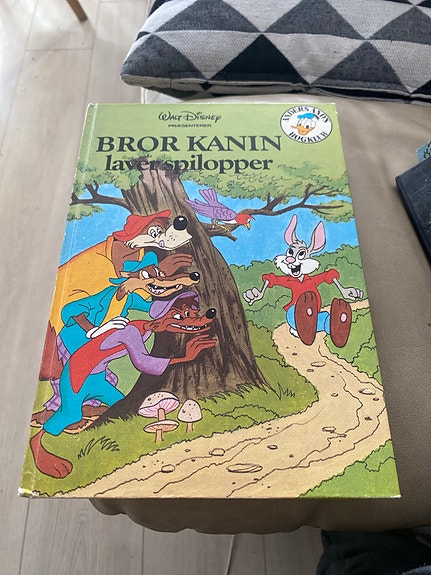 Walt Disney
PRÆSENTERER
BROR KANIN
laver spilopper
ANDERS AND'S
BOGKLUB